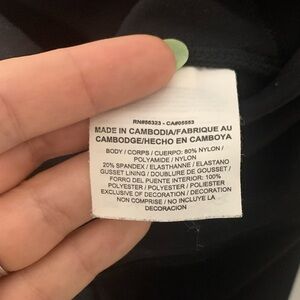 RN#56323 - CA#05553
MADE IN CAMBODIA/FABRIQUE AU
CAMBODGE/HECHO EN CAMBOYA
BODY / CORPS / CUERPO: 80% NYLON /
POLYAMIDE / NYLON
20% SPANDEX / ELASTHANNE / ELASTANO
GUSSET LINING / DOUBLURE DE GOUSSET /
FORRO DEL PUENTE INTERIOR: 100%
POLYESTER / POLYESTER / POLIESTER
EXCLUSIVE OF DECORATION / DECORATION
NON COMPRISE / NO INCLUYE LA
DECORACIÓN